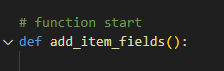 # function start
def add_item_fields():